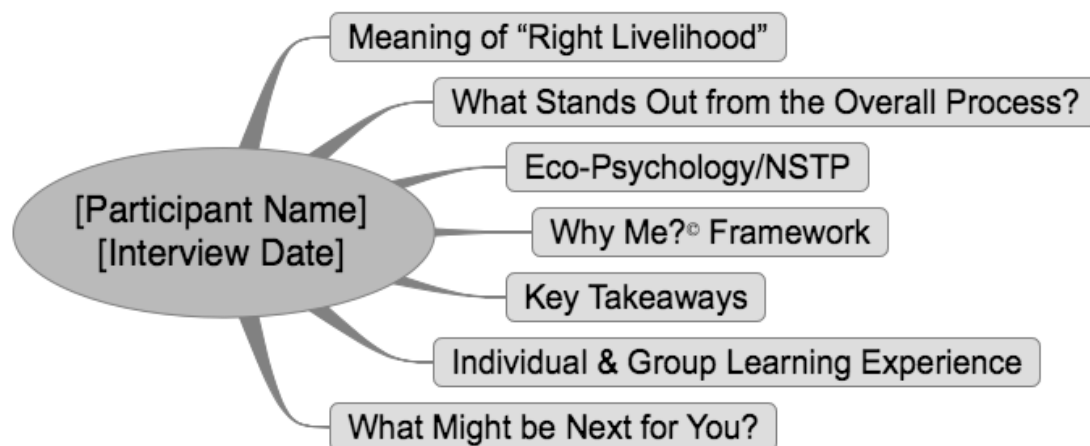 Meaning of “Right Livelihood”
What Stands Out from the Overall Process?
Eco-Psychology/NSTP
[Participant Name]
[Interview Date]
Why Me?© Framework
Key Takeaways
Individual & Group Learning Experience
What Might be Next for You?